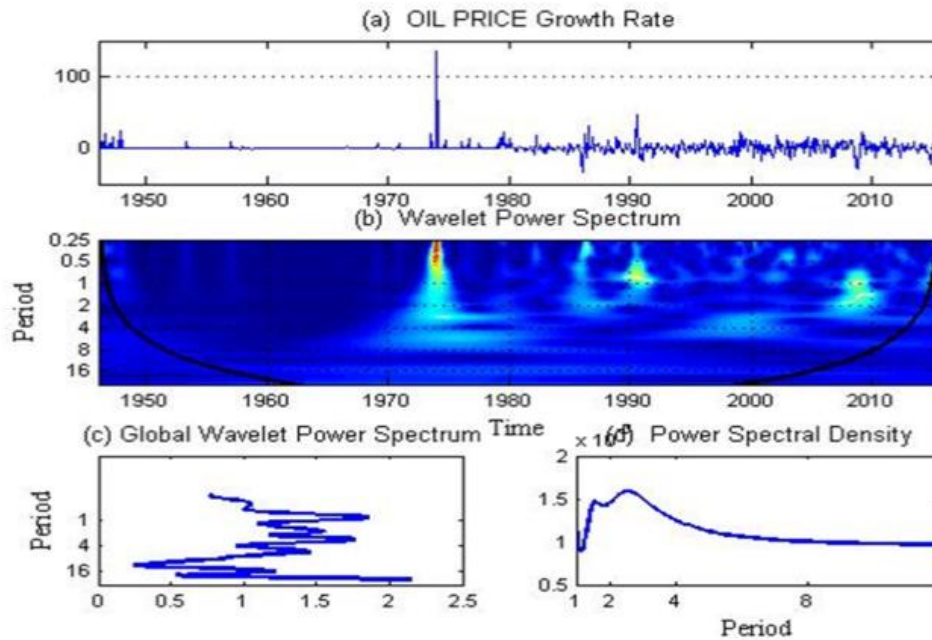 (a) OIL PRICE Growth Rate
100
0
1950 1960 1970 1980 1990 2000 2010
(b) Wavelet Power Spectrum
Period
0.25
0.5
1
2
4
8
16
1950 1960 1970 1980 1990 2000 2010
Time
(c) Global Wavelet Power Spectrum
Period
1
4
16
0 0.5 1 1.5 2 2.5
× 10
Power Spectral Density
2
1.5
1
0.5
1 2 4 8
Period